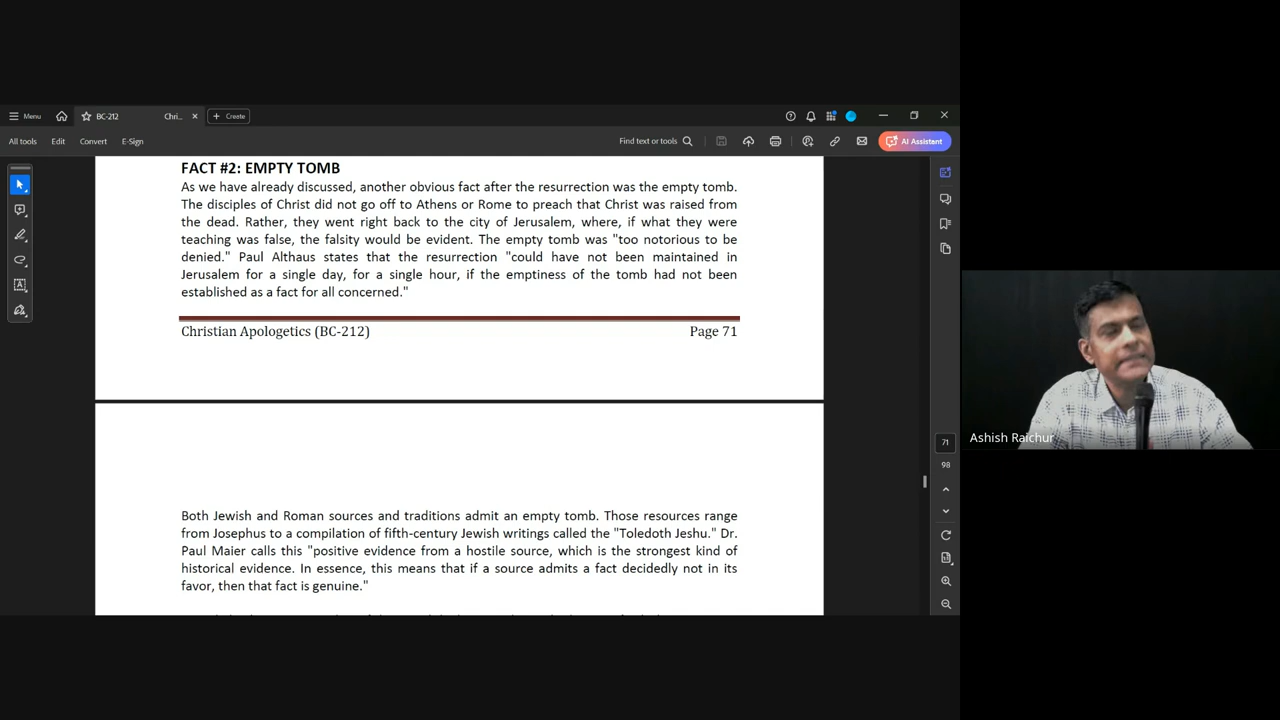 Menu
BC-212
Chri...
Create
All tools
Edit
Convert
E-Sign
Find text or tools
AI Assistant
FACT #2: EMPTY TOMB
As we have already discussed, another obvious fact after the resurrection was the empty tomb.
The disciples of Christ did not go off to Athens or Rome to preach that Christ was raised from
the dead. Rather, they went right back to the city of Jerusalem, where, if what they were
teaching was false, the falsity would be evident. The empty tomb was "too notorious to be
denied." Paul Althaus states that the resurrection "could have not been maintained in
Jerusalem for a single day, for a single hour, if the emptiness of the tomb had not been
established as a fact for all concerned."
Christian Apologetics (BC-212)
Page 71
Both Jewish and Roman sources and traditions admit an empty tomb. Those resources range
from Josephus to a compilation of fifth-century Jewish writings called the "Toledoth Jeshu." Dr.
Paul Maier calls this "positive evidence from a hostile source, which is the strongest kind of
historical evidence. In essence, this means that if a source admits a fact decidedly not in its
favor, then that fact is genuine."
71
98
Ashish Raichur